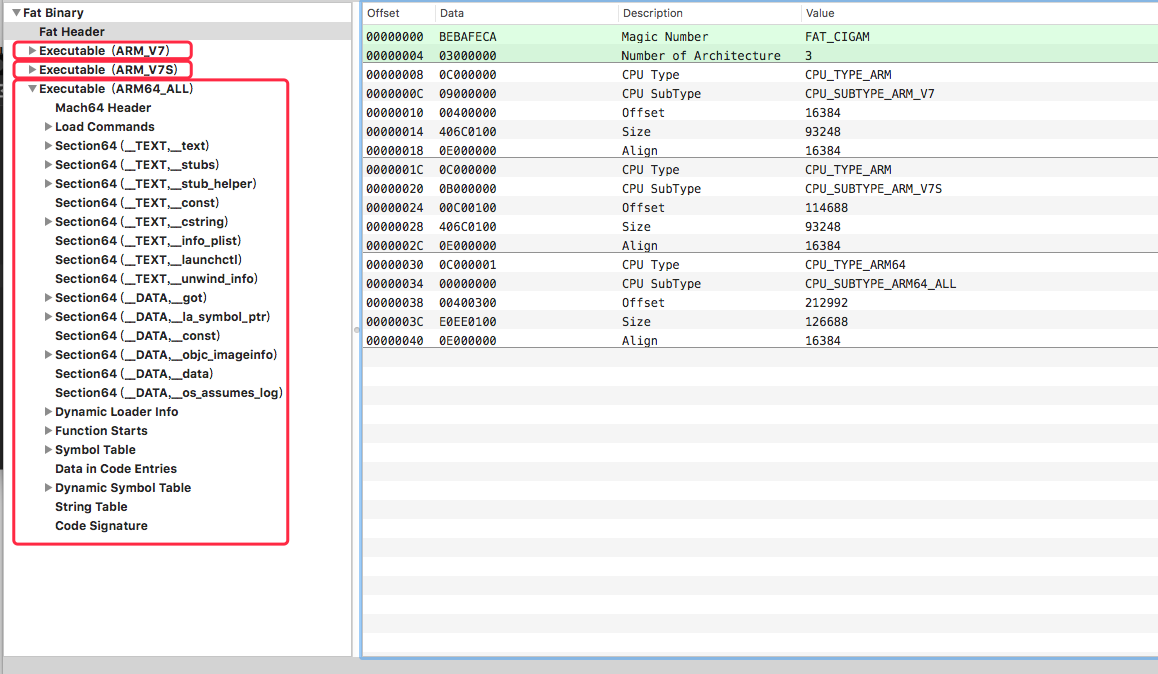 Fat Binary
Fat Header
Executable (ARM_V7)
Executable (ARM_V7S)
Executable (ARM64_ALL)
Mach64 Header
Load Commands
Section64 (__TEXT,__text)
Section64 (__TEXT,__stubs)
Section64 (__TEXT,__stub_helper)
Section64 (__TEXT,__const)
Section64 (__TEXT,__cstring)
Section64 (__TEXT,__info_plist)
Section64 (__TEXT,__launchctl)
Section64 (__TEXT,__unwind_info)
Section64 (__DATA,__got)
Section64 (__DATA,__la_symbol_ptr)
Section64 (__DATA,__const)
Section64 (__DATA,__objc_imageinfo)
Section64 (__DATA,__data)
Section64 (__DATA,__os_assumes_log)
Dynamic Loader Info
Function Starts
Symbol Table
Data in Code Entries
Dynamic Symbol Table
String Table
Code Signature
Offset Data Description Value
00000000 BEBAFECA Magic Number FAT_CIGAM
00000004 03000000 Number of Architecture 3
00000008 0C000000 CPU Type CPU_TYPE_ARM
0000000C 09000000 CPU SubType CPU_SUBTYPE_ARM_V7
00000010 00400000 Offset 16384
00000014 406C0100 Size 93248
00000018 0E000000 Align 16384
0000001C 0C000000 CPU Type CPU_TYPE_ARM
00000020 0B000000 CPU SubType CPU_SUBTYPE_ARM_V7S
00000024 00C00100 Offset 114688
00000028 406C0100 Size 93248
0000002C 0E000000 Align 16384
00000030 0C000001 CPU Type CPU_TYPE_ARM64
00000034 00000000 CPU SubType CPU_SUBTYPE_ARM64_ALL
00000038 00400300 Offset 212992
0000003C E0EE0100 Size 126688
00000040 0E000000 Align 16384